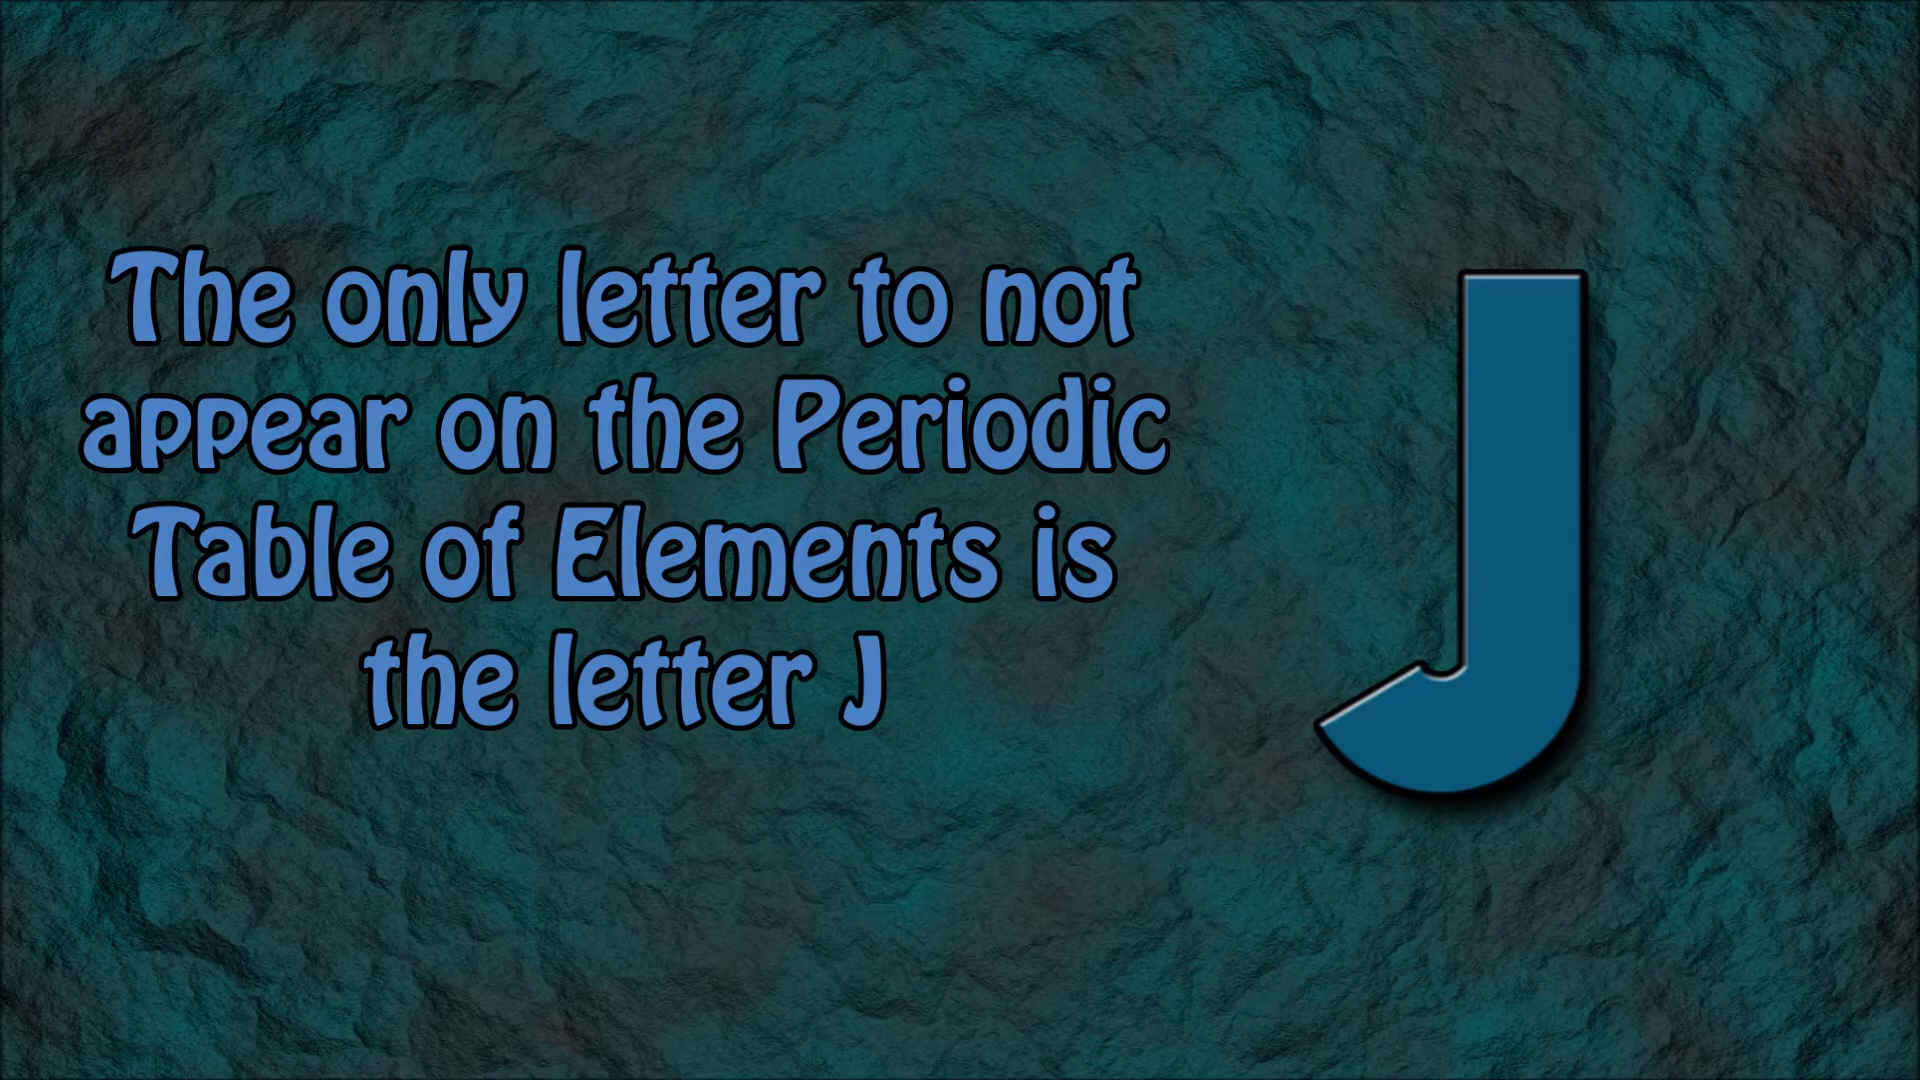 The only letter to not
appear on the Periodic
Table of Elements is
the letter J
J